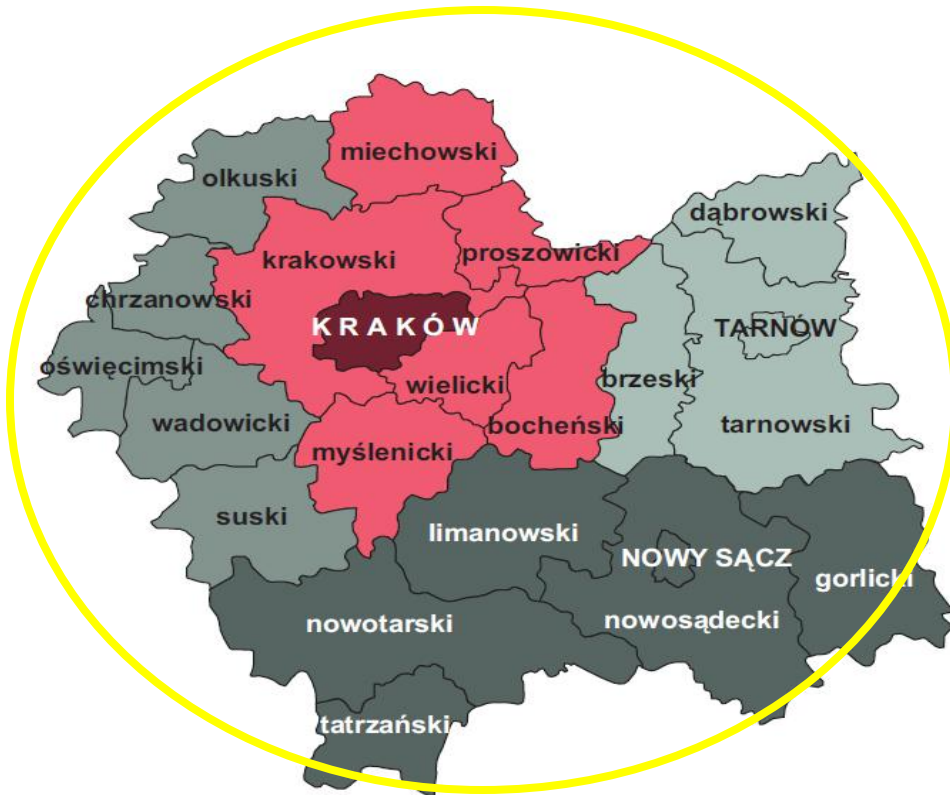 miechowski
olkuski
dąbrowski
proszowicki
krakowski
chrzanowski
KRAKÓW
TARNÓW
oświęcimski
wielicki
brzeski
wadowicki
bocheński
tarnowski
myślenicki
suski
limanowski
NOWY SĄCZ
gorlicki
nowotarski
nowosądecki
tatrzański